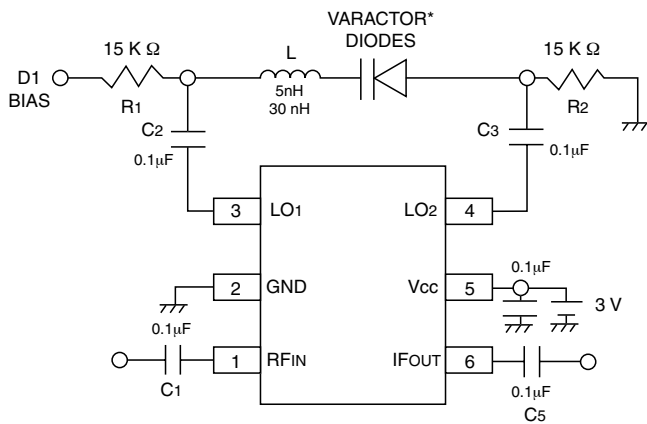 VARACTOR*
DIODES
15 K Ω
L
15 K Ω
D1
BIAS
R1
5nH
30 nH
R2
C2
0.1µF
C3
0.1µF
3
LO1
LO2
4
2
GND
VCC
5
0.1µF
3 V
0.1µF
1
RFIN
IFOUT
6
C1
0.1µF
C5